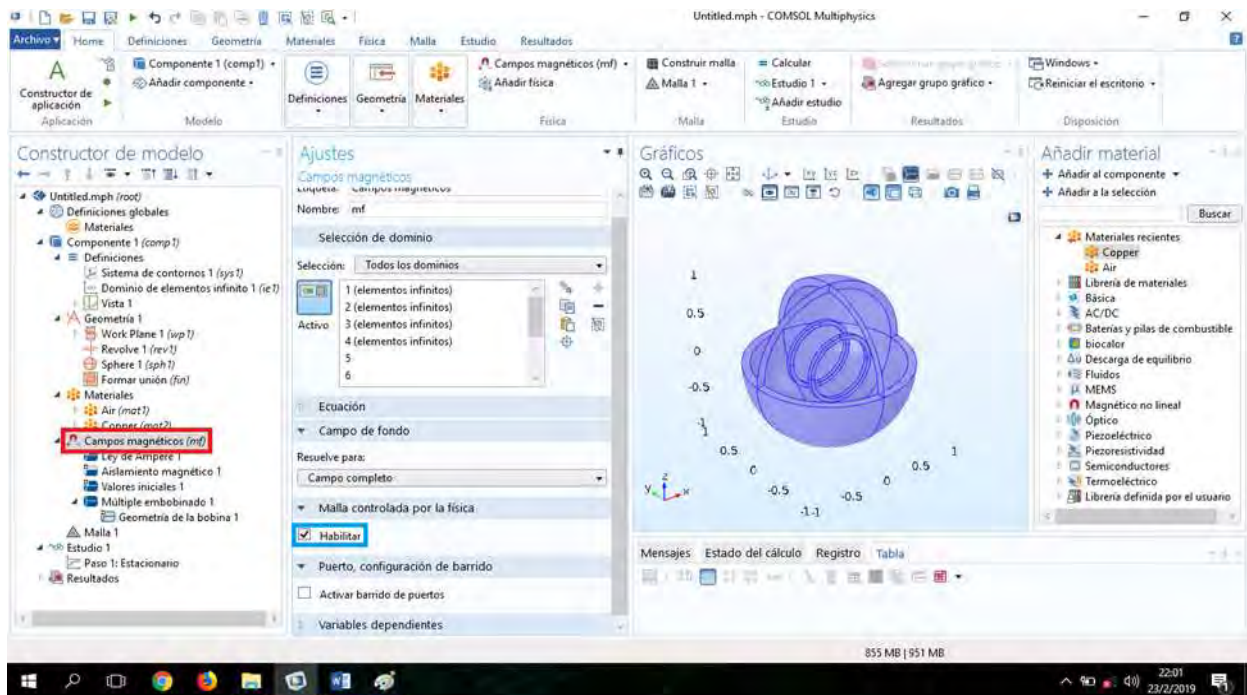 Untitled.mph - COMSOL Multiphysics
Archivo Home Definiciones Geometría Materiales Física Malla Estudio Resultados
Constructor de aplicación
Aplicación
Componente 1 (comp1)
Añadir componente
Modelo
Definiciones Geometría Materiales
Campos magnéticos (mf)
Añadir física
Física
Construir malla
Malla 1
Malla
Calcular
Estudio 1
Añadir estudio
Estudio
Agregar grupo gráfico
Resultados
Windows
Reiniciar el escritorio
Disposición
Constructor de modelo
Untitled.mph (root)
Definiciones globales
Materiales
Componente 1 (comp1)
Definiciones
Sistema de contornos 1 (sys1)
Dominio de elementos infinito 1 (ie1)
Vista 1
Geometría 1
Work Plane 1 (wp1)
Revolve 1 (rev1)
Sphere 1 (sph1)
Formar unión (fin)
Materiales
Air (mat1)
Copper (mat2)
Campos magnéticos (mf)
Ley de Ampère 1
Aislamiento magnético 1
Valores iniciales 1
Múltiple embobinado 1
Geometría de la bobina 1
Malla 1
Estudio 1
Paso 1: Estacionario
Resultados
Ajustes
Campos magnéticos
Etiqueta: Campos magnéticos
Nombre: mf
Selección de dominio
Selección: Todos los dominios
Activo
1 (elementos infinitos)
2 (elementos infinitos)
3 (elementos infinitos)
4 (elementos infinitos)
5
6
Ecuación
Campo de fondo
Resuelve para:
Campo completo
Malla controlada por la física
Habilitar
Puerto, configuración de barrido
Activar barrido de puertos
Variables dependientes
Gráficos
1
0.5
0
-0.5
-1
1
0.5
0
-0.5
-1
-1
-0.5
0
0.5
1
y z x
Mensajes Estado del cálculo Registro Tabla
Añadir material
Añadir al componente
Añadir a la selección
Buscar
Materiales recientes
Copper
Air
Librería de materiales
Básica
AC/DC
Baterías y pilas de combustible
biocalor
Descarga de equilibrio
Fluidos
MEMS
Magnético no lineal
Óptico
Piezoeléctrico
Piezoresistividad
Semiconductores
Termoeléctrico
Librería definida por el usuario
855 MB | 951 MB
22:01
23/2/2019